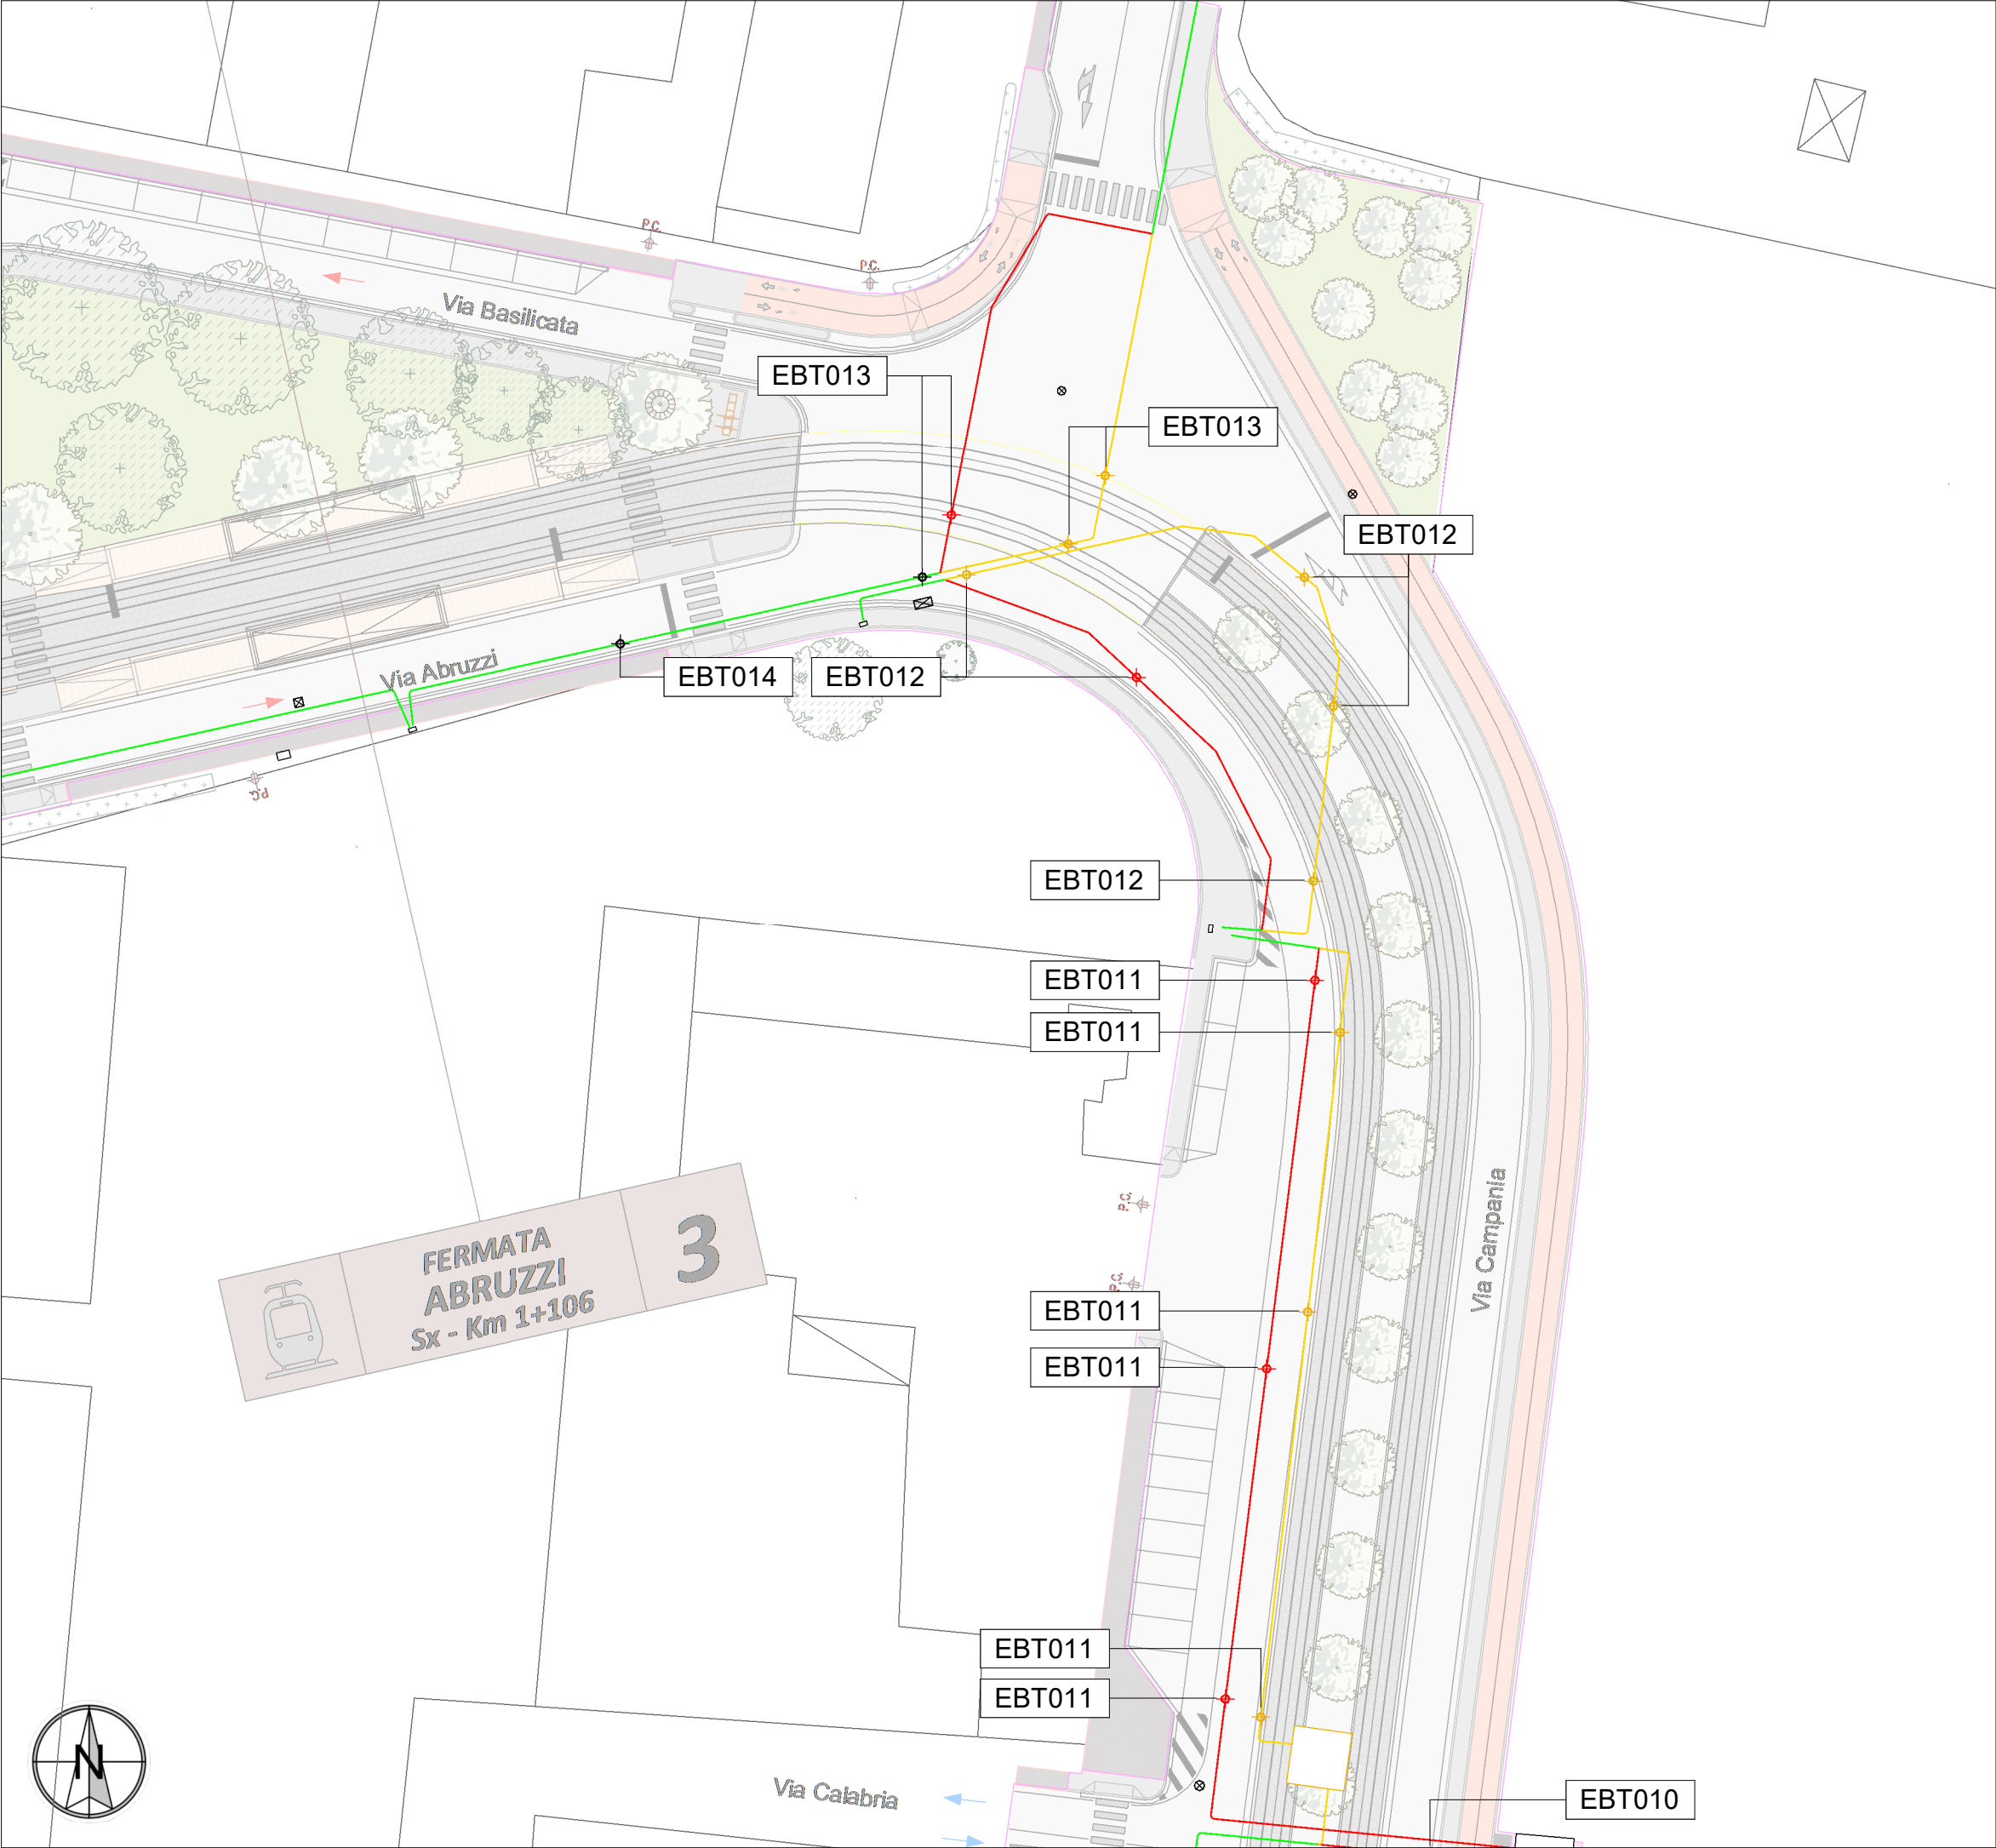 P.C.
P.C.
Via Basilicata
EBT013
EBT013
EBT012
Via Abruzzi
EBT014
EBT012
P.C.
EBT012
EBT011
EBT011
P.C.
Via Campania
FERMATA
ABRUZZI
Sx - Km 1+106
3
P.C.
EBT011
EBT011
EBT011
EBT011
N
Via Calabria
EBT010